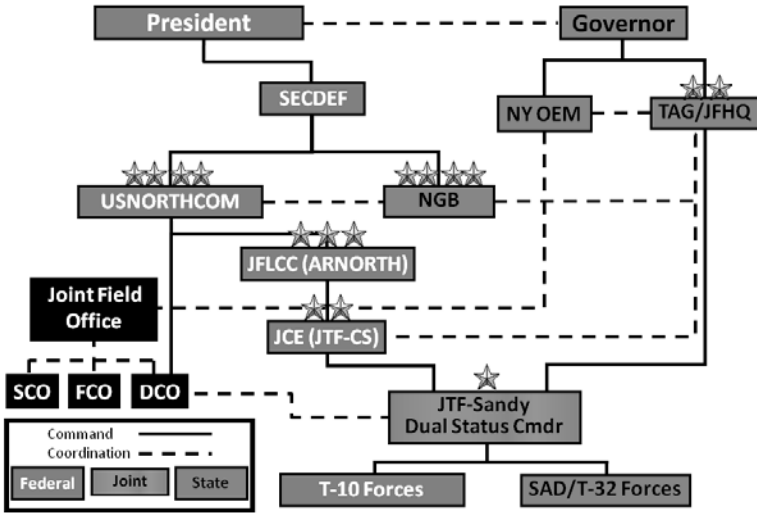 President
Governor
SECDEF
NY OEM
TAG/JFHQ
USNORTHCOM
NGB
JFLCC (ARNORTH)
Joint Field
Office
JCE (JTF-CS)
SCO
FCO
DCO
JTF-Sandy
Dual Status Cmdr
Command
Coordination
Federal
Joint
State
T-10 Forces
SAD/T-32 Forces